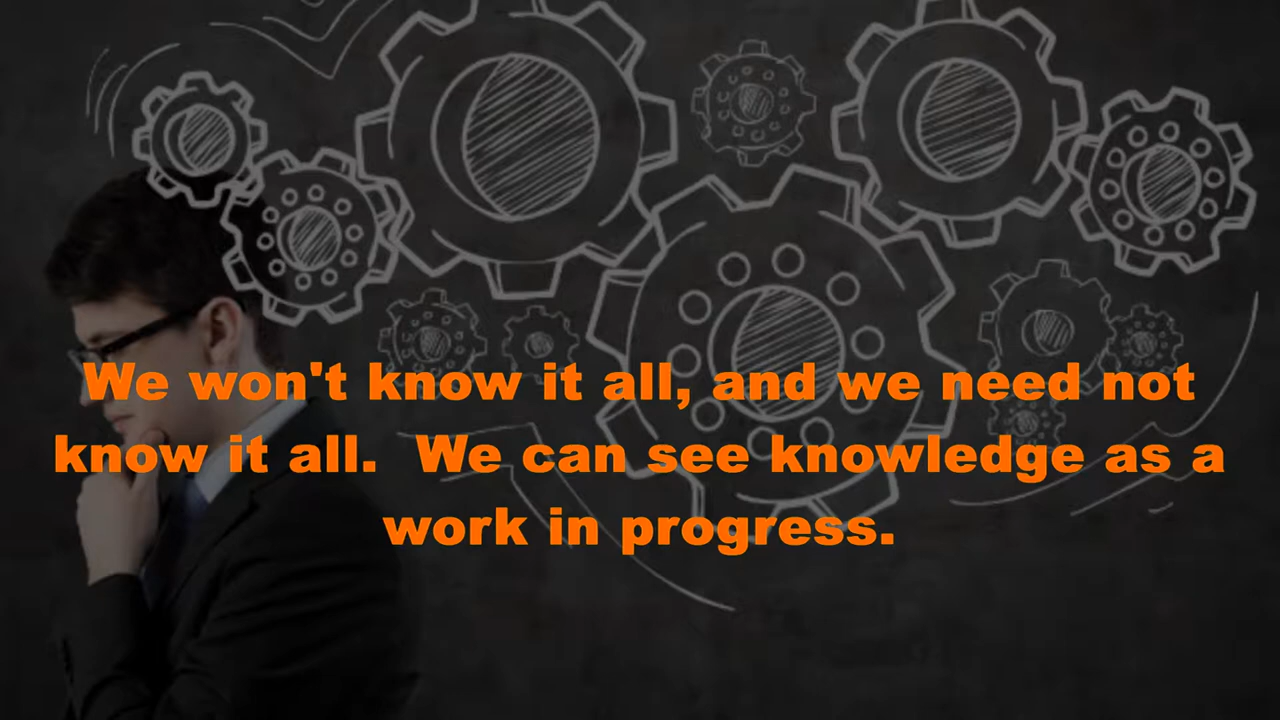 We won't know it all, and we need not
know it all.  We can see knowledge as a
work in progress.